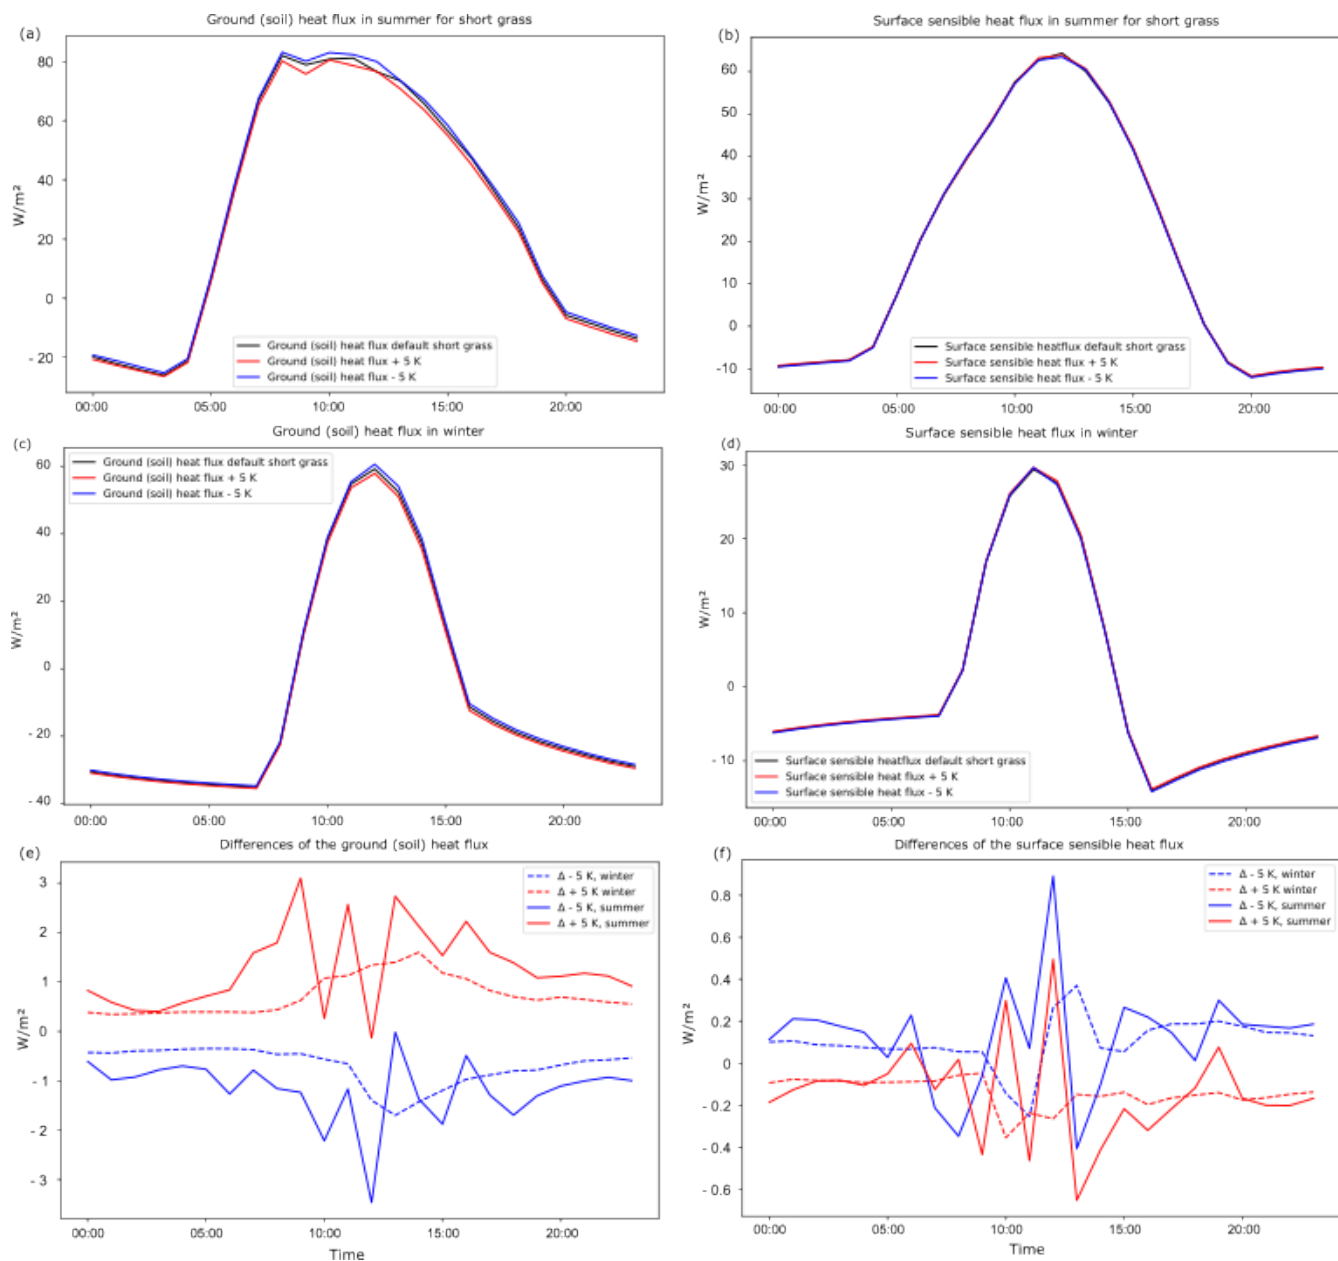 Ground (soil) heat flux in summer for short grass
(a)
80
60
40
20
0
- 20
W/m²
Ground (soil) heat flux default short grass
Ground (soil) heat flux + 5 K
Ground (soil) heat flux - 5 K
00:00 05:00 10:00 15:00 20:00
Surface sensible heat flux in summer for short grass
(b)
60
50
40
30
20
10
0
-10
W/m²
Surface sensible heatflux default short grass
Surface sensible heat flux + 5 K
Surface sensible heat flux - 5 K
00:00 05:00 10:00 15:00 20:00
Ground (soil) heat flux in winter
(c)
60
40
20
0
- 20
- 40
W/m²
Ground (soil) heat flux default short grass
Ground (soil) heat flux + 5 K
Ground (soil) heat flux - 5 K
00:00 05:00 10:00 15:00 20:00
Surface sensible heat flux in winter
(d)
30
20
10
0
- 10
W/m²
Surface sensible heatflux default short grass
Surface sensible heat flux + 5 K
Surface sensible heat flux - 5 K
00:00 05:00 10:00 15:00 20:00
Differences of the ground (soil) heat flux
(e)
3
2
1
0
- 1
- 2
- 3
W/m²
Δ - 5 K, winter
Δ + 5 K winter
Δ - 5 K, summer
Δ + 5 K, summer
00:00 05:00 10:00 15:00 20:00
Time
Differences of the surface sensible heat flux
(f)
0.8
0.6
0.4
0.2
0
- 0.2
- 0.4
- 0.6
W/m²
Δ - 5 K, winter
Δ + 5 K winter
Δ - 5 K, summer
Δ + 5 K, summer
00:00 05:00 10:00 15:00 20:00
Time